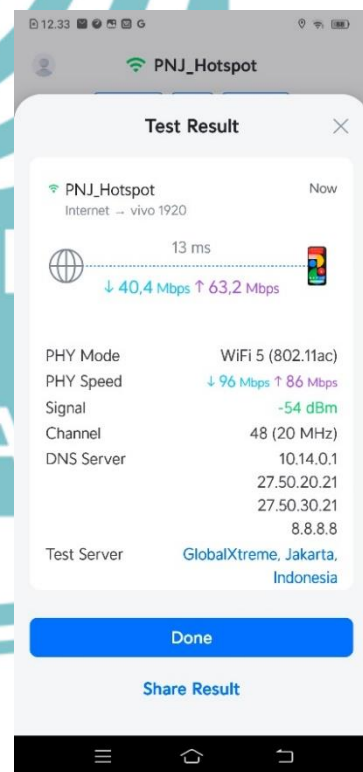 12.33 G 88
PNJ_Hotspot
Test Result
PNJ_Hotspot Now
Internet → vivo 1920
13 ms
↓ 40,4 Mbps ↑ 63,2 Mbps
PHY Mode WiFi 5 (802.11ac)
PHY Speed ↓ 96 Mbps ↑ 86 Mbps
Signal -54 dBm
Channel 48 (20 MHz)
DNS Server 10.14.0.1
27.50.20.21
27.50.30.21
8.8.8.8
Test Server GlobalXtreme, Jakarta,
Indonesia
Done
Share Result